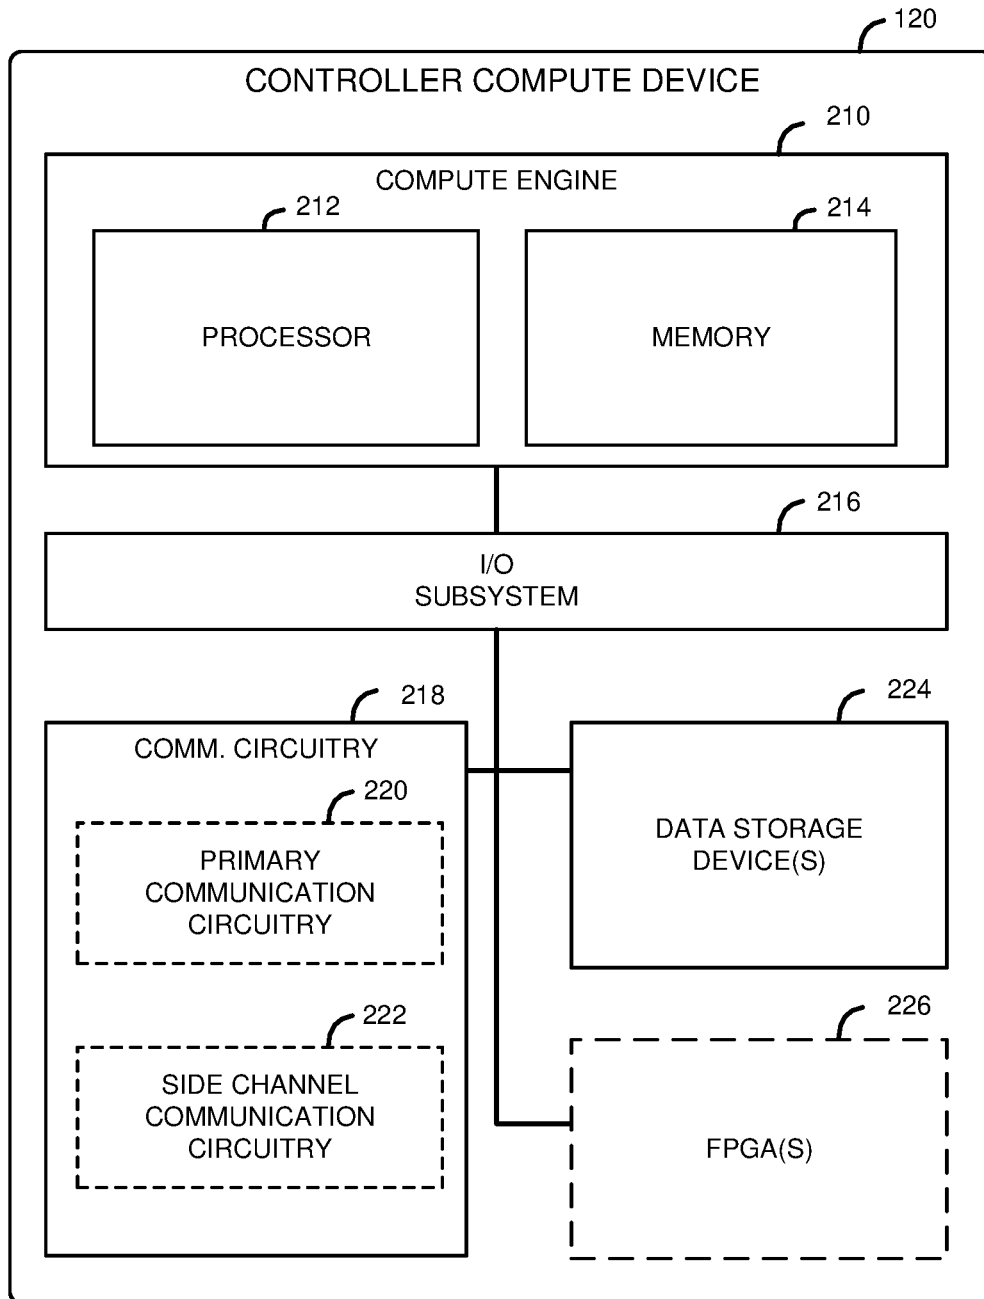 120
CONTROLLER COMPUTE DEVICE
210
COMPUTE ENGINE
212
214
PROCESSOR
MEMORY
216
I/O
SUBSYSTEM
218
224
COMM. CIRCUITRY
220
PRIMARY
COMMUNICATION
CIRCUITRY
DATA STORAGE
DEVICE(S)
222
226
SIDE CHANNEL
COMMUNICATION
CIRCUITRY
FPGA(S)